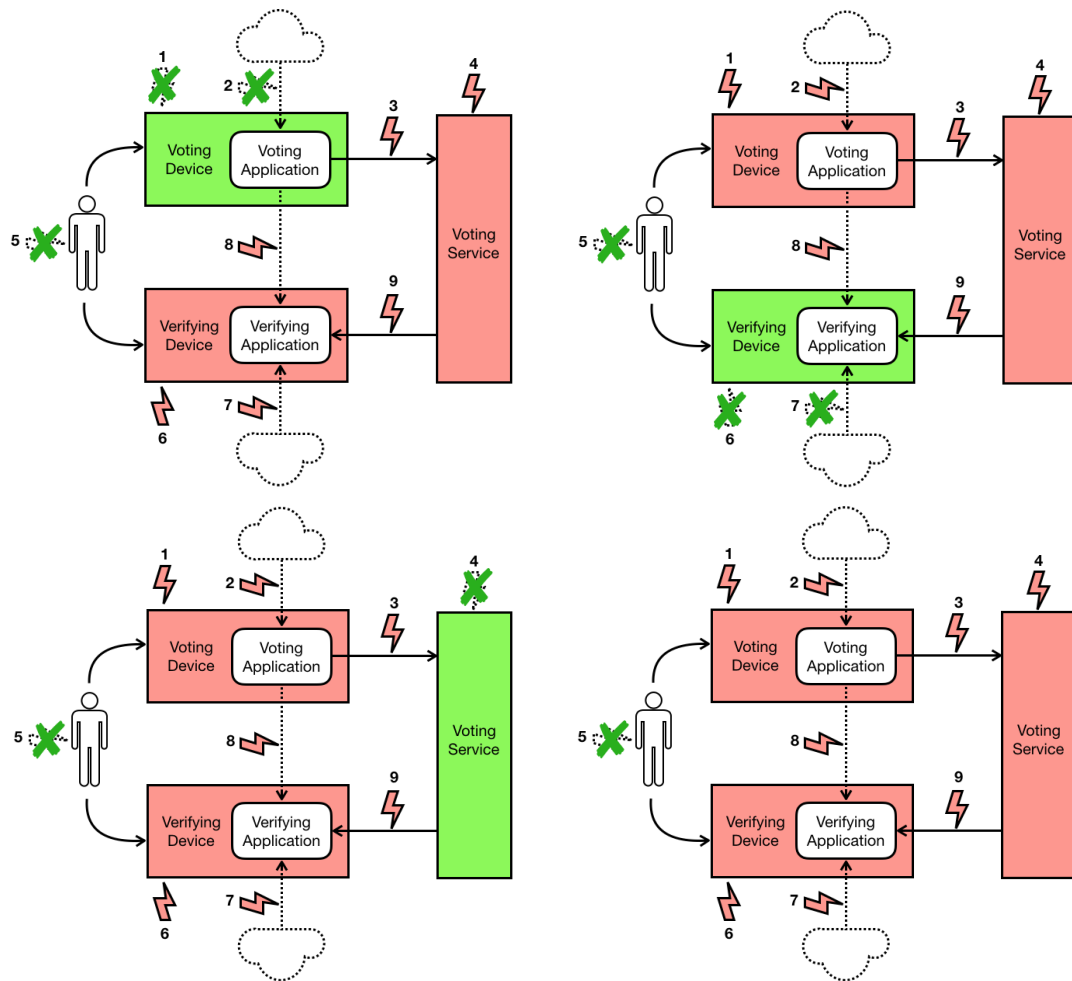 1
2
3
4
Voting
Device
Voting
Application
5
8
Voting
Service
9
Verifying
Device
Verifying
Application
6
7
1
2
3
4
Voting
Device
Voting
Application
5
8
Voting
Service
9
Verifying
Device
Verifying
Application
6
7
1
2
3
4
Voting
Device
Voting
Application
5
8
Voting
Service
9
Verifying
Device
Verifying
Application
6
7
1
2
3
4
Voting
Device
Voting
Application
5
8
Voting
Service
9
Verifying
Device
Verifying
Application
6
7